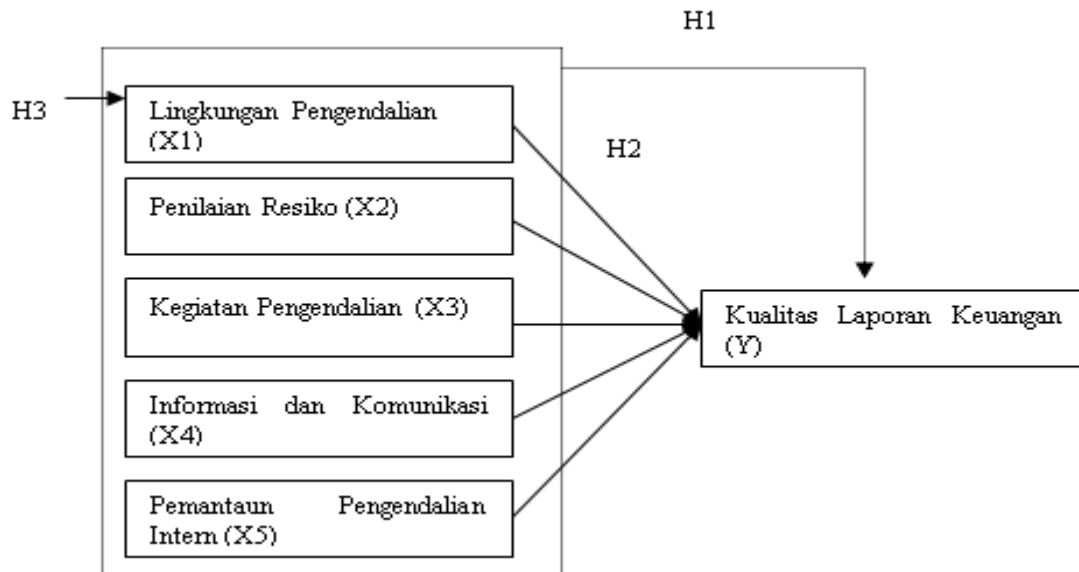 H1
H3
Lingkungan Pengendalian
(X1)
H2
Penilaian Resiko (X2)
Kegiatan Pengendalian (X3)
Kualitas Laporan Keuangan
(Y)
Informasi dan Komunikasi
(X4)
Pemantaun Pengendalian
Intern (X5)